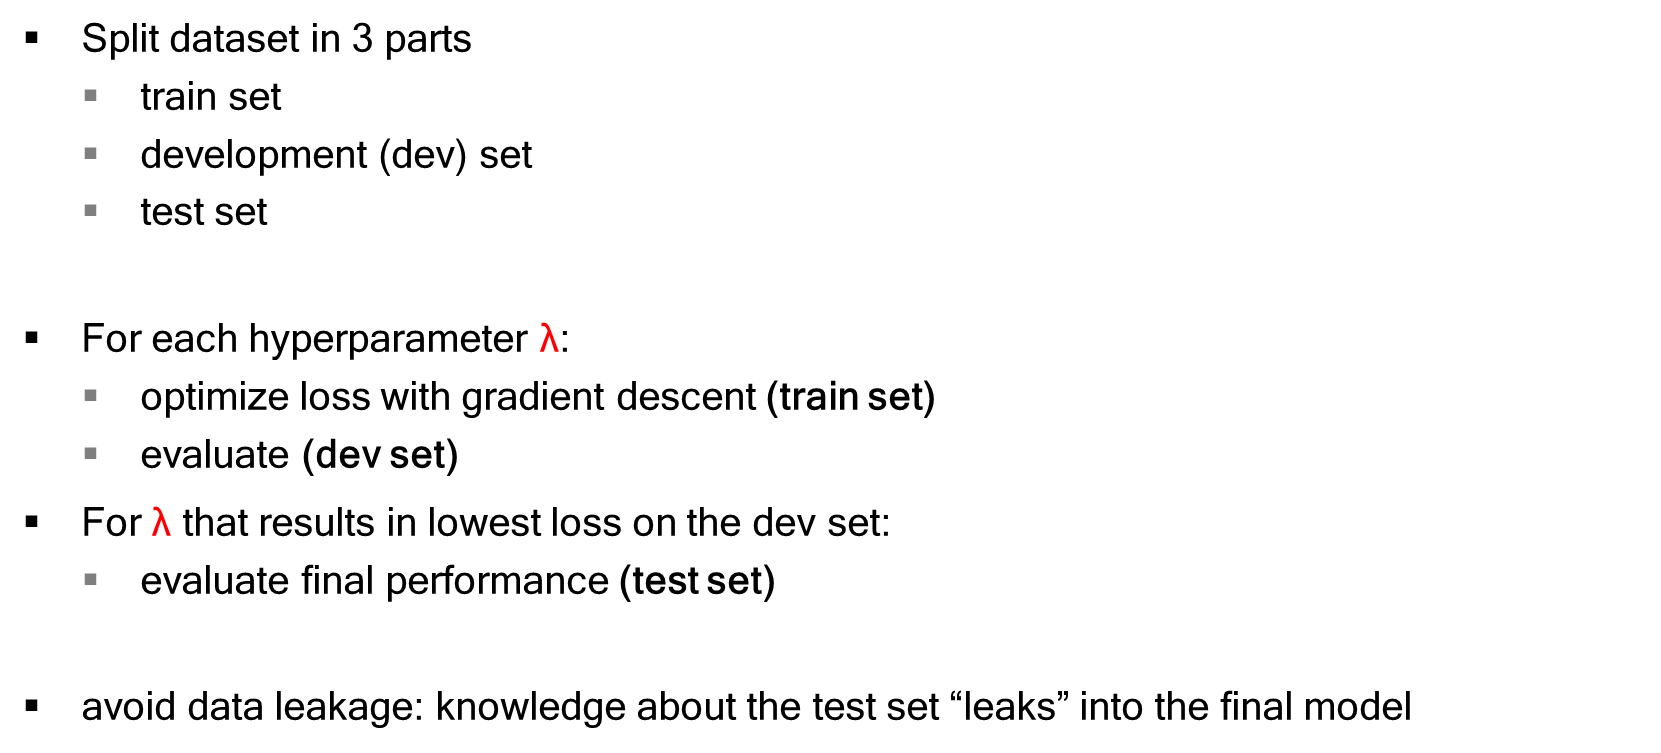 Split dataset in 3 parts
train set
development (dev) set
test set
For each hyperparameter λ:
optimize loss with gradient descent (train set)
evaluate (dev set)
For λ that results in lowest loss on the dev set:
evaluate final performance (test set)
avoid data leakage: knowledge about the test set “leaks” into the final model